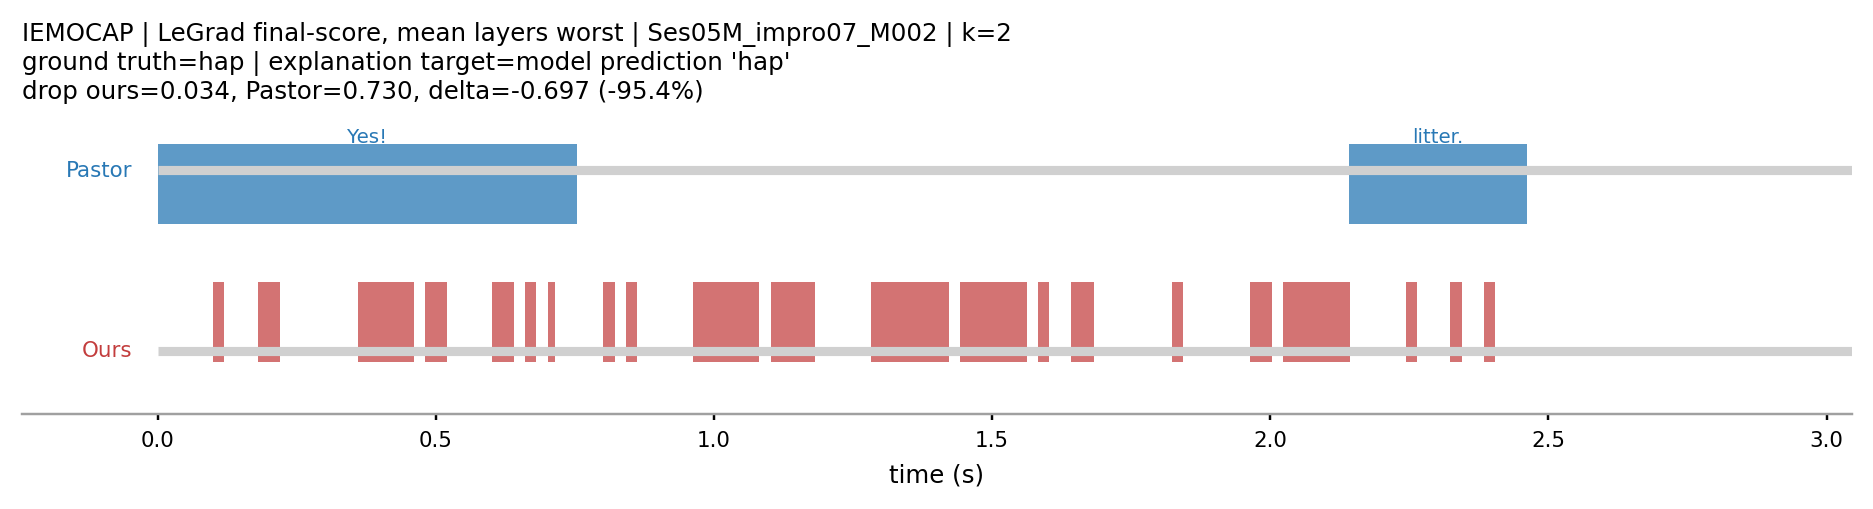 IEMOCAP | LeGrad final-score, mean layers worst | Ses05M_impro07_M002 | k=2
ground truth=hap | explanation target=model prediction 'hap'
drop ours=0.034, Pastor=0.730, delta=-0.697 (-95.4%)
Yes! litter.
Pastor
Ours
0.0 0.5 1.0 1.5 2.0 2.5 3.0
time (s)